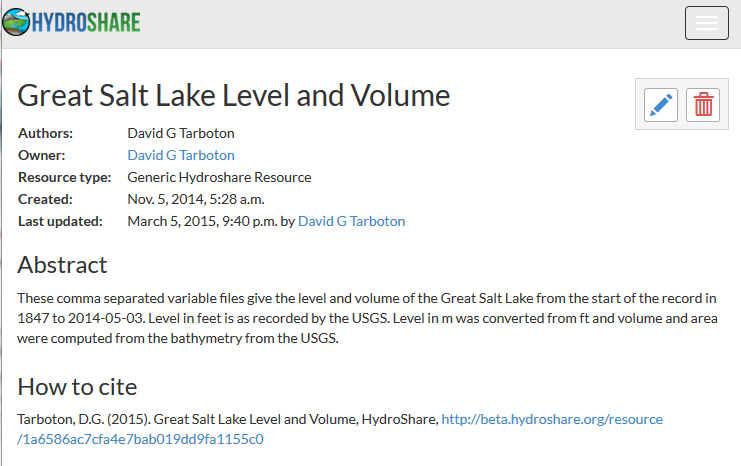 HYDROSHARE
Great Salt Lake Level and Volume
Authors: David G Tarboton
Owner: David G Tarboton
Resource type: Generic Hydroshare Resource
Created: Nov. 5, 2014, 5:28 a.m.
Last updated: March 5, 2015, 9:40 p.m. by David G Tarboton
Abstract
These comma separated variable files give the level and volume of the Great Salt Lake from the start of the record in
1847 to 2014-05-03. Level in feet is as recorded by the USGS. Level in m was converted from ft and volume and area
were computed from the bathymetry from the USGS.
How to cite
Tarboton, D.G. (2015). Great Salt Lake Level and Volume, HydroShare, http://beta.hydroshare.org/resource
/1a6586ac7cfa4e7bab019dd9fa1155c0